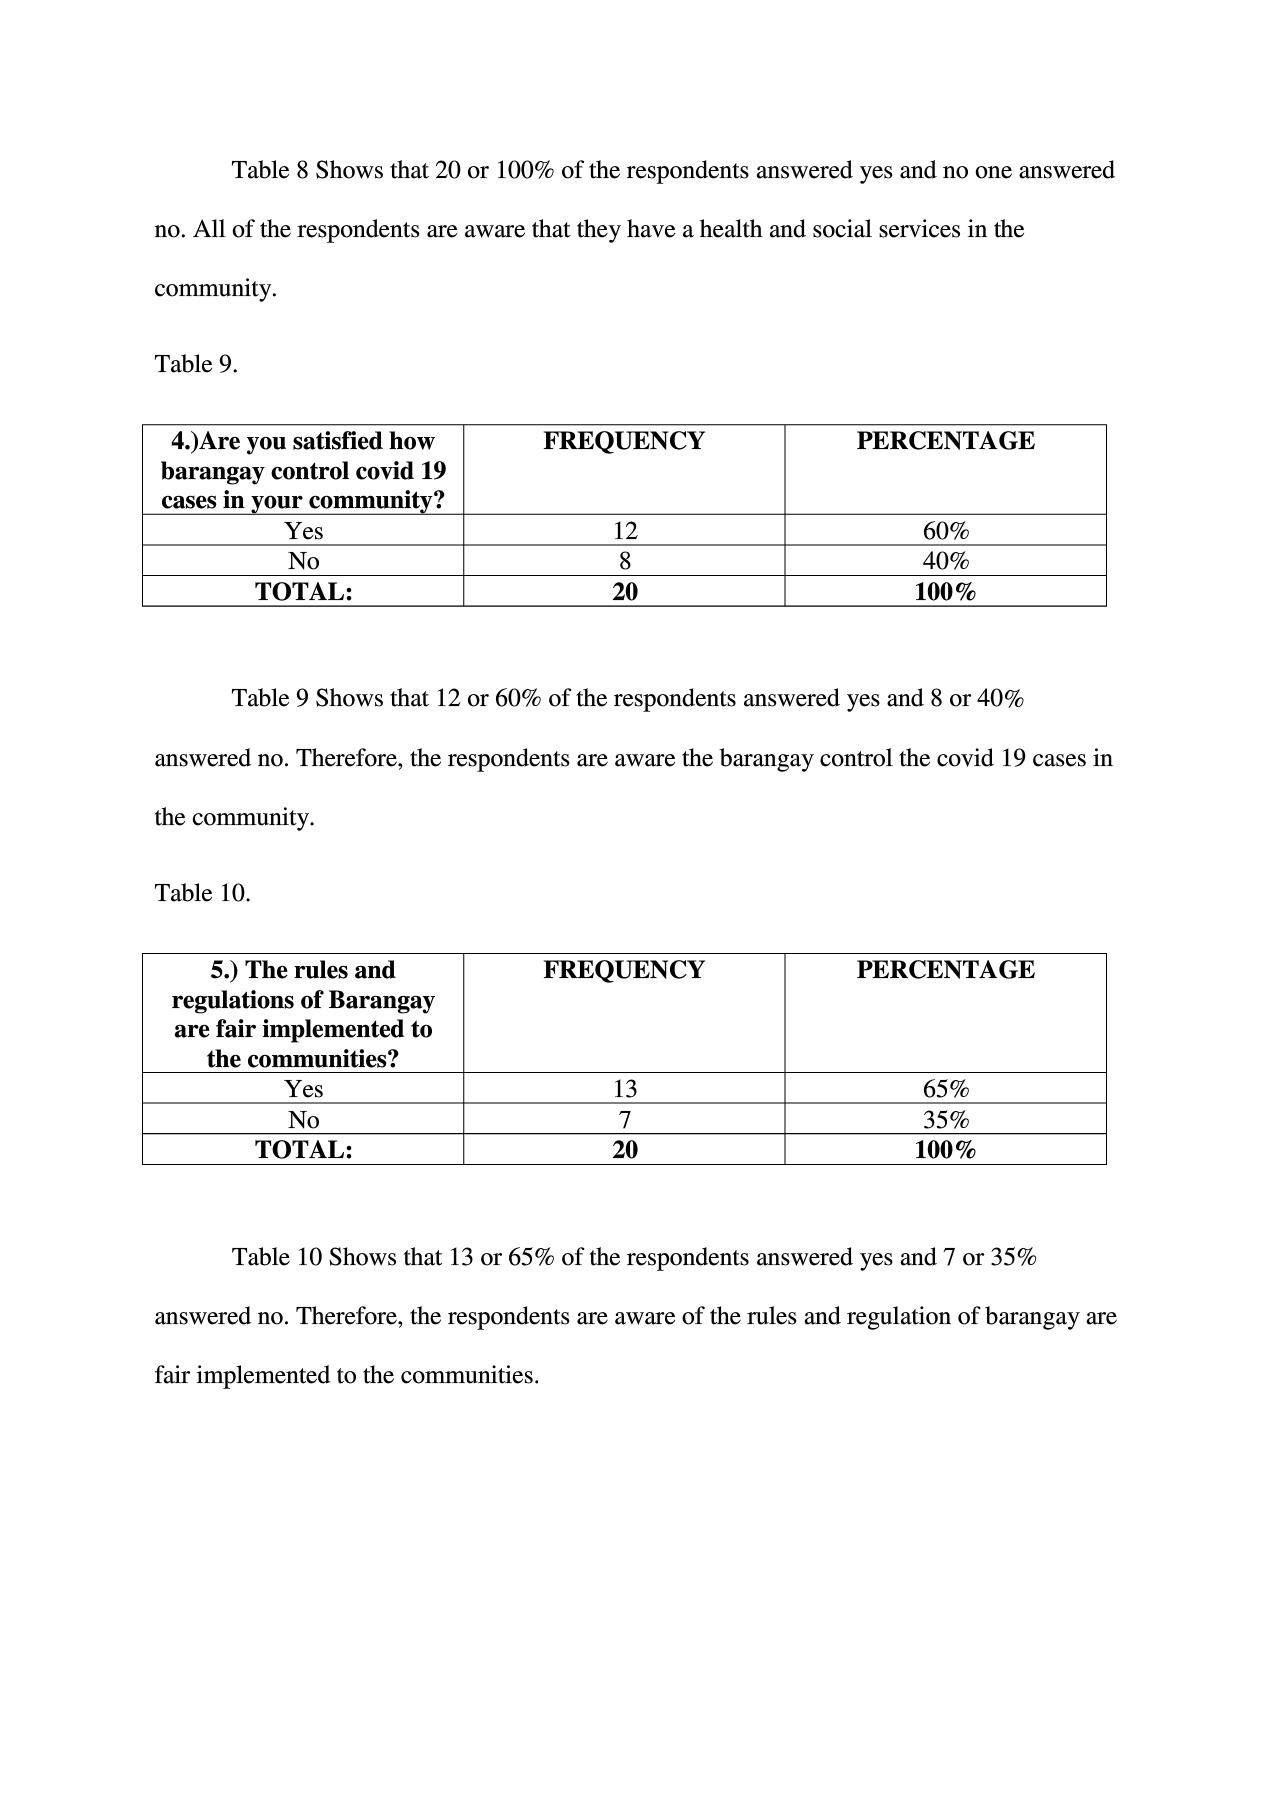 Table 8 Shows that 20 or 100% of the respondents answered yes and no one answered
no. All of the respondents are aware that they have a health and social services in the
community.
Table 9.
4.)Are you satisfied how
barangay control covid 19
cases in your community?
FREQUENCY
PERCENTAGE
Yes 12 60%
No 8 40%
TOTAL: 20 100%
Table 9 Shows that 12 or 60% of the respondents answered yes and 8 or 40%
answered no. Therefore, the respondents are aware the barangay control the covid 19 cases in
the community.
Table 10.
5.) The rules and
regulations of Barangay
are fair implemented to
the communities?
FREQUENCY
PERCENTAGE
Yes 13 65%
No 7 35%
TOTAL: 20 100%
Table 10 Shows that 13 or 65% of the respondents answered yes and 7 or 35%
answered no. Therefore, the respondents are aware of the rules and regulation of barangay are
fair implemented to the communities.